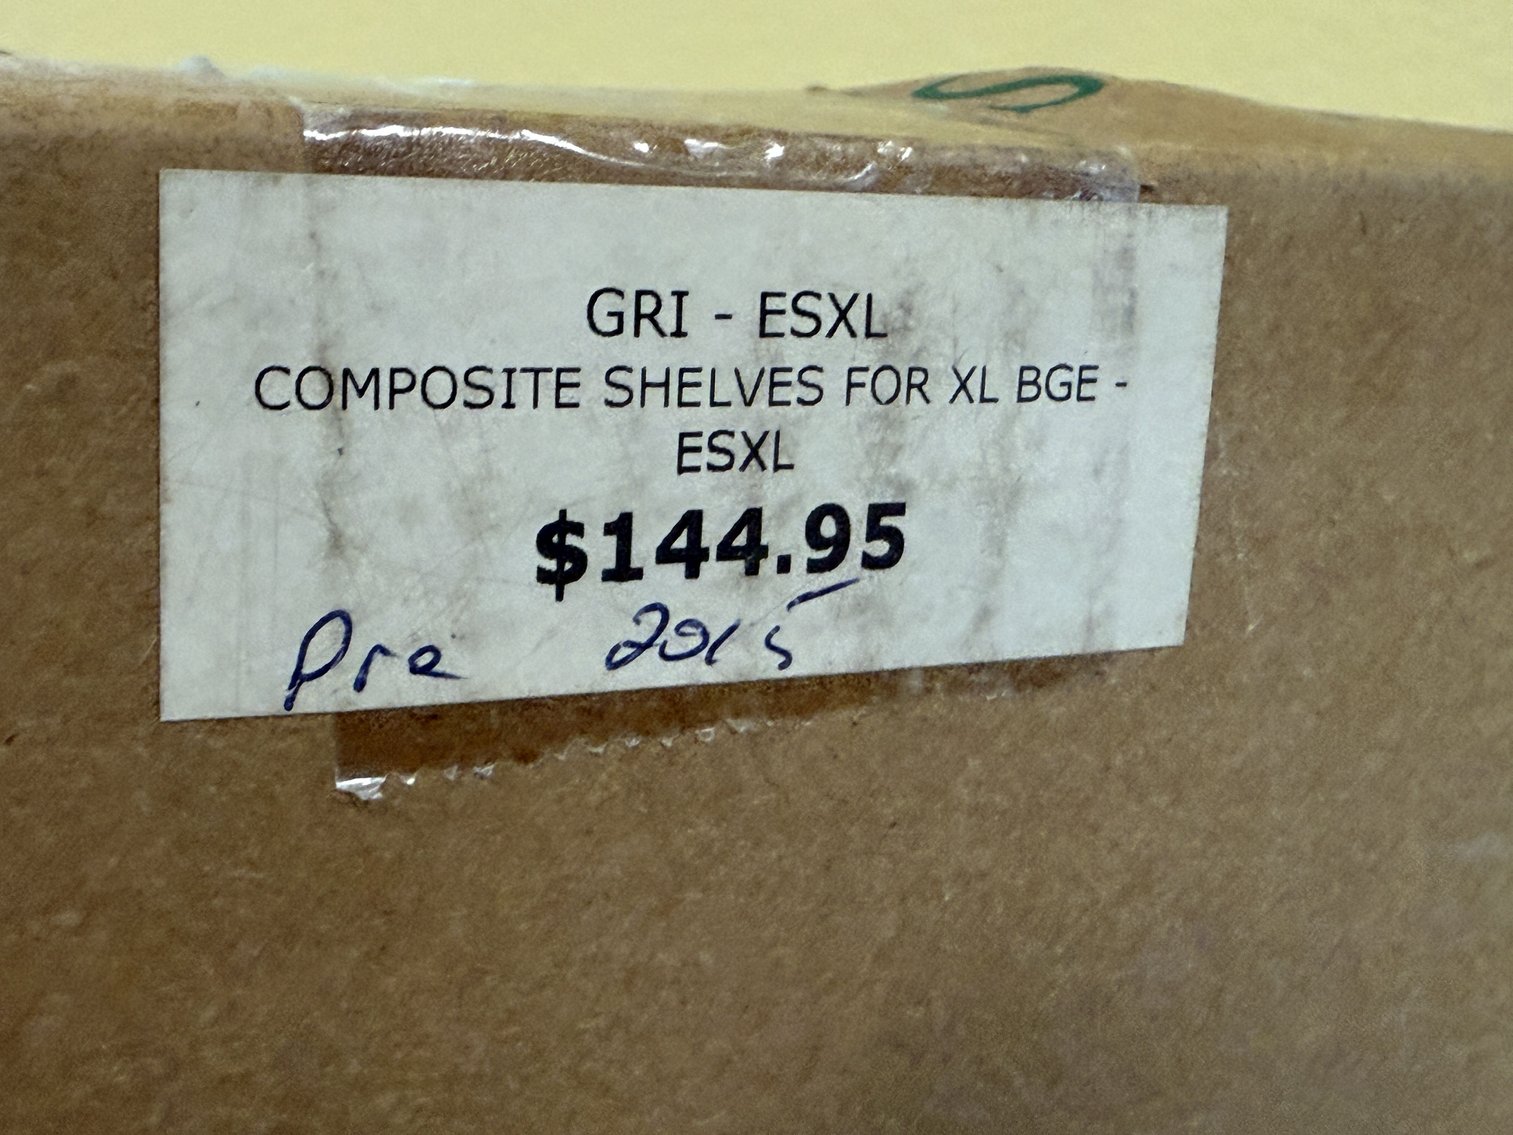 S
GRI - ESXL
COMPOSITE SHELVES FOR XL BGE -
ESXL
$144.95
Pre 2015